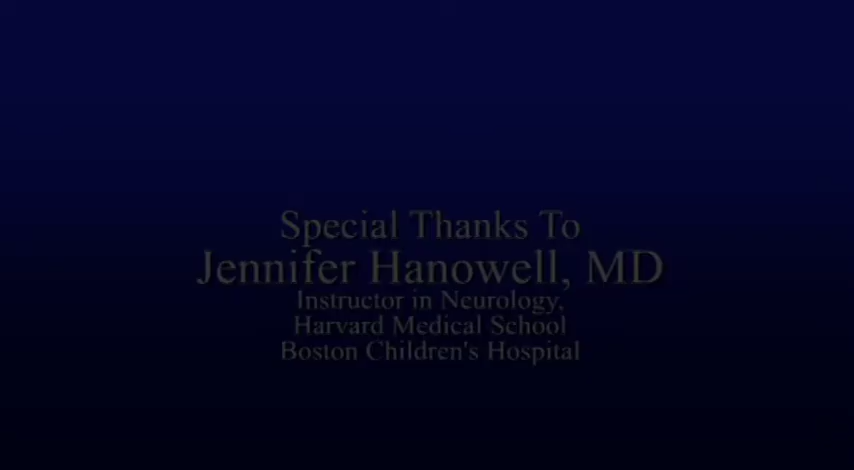 Special Thanks To
Jennifer Hanowell, MD
Instructor in Neurology,
Harvard Medical School
Boston Children's Hospital